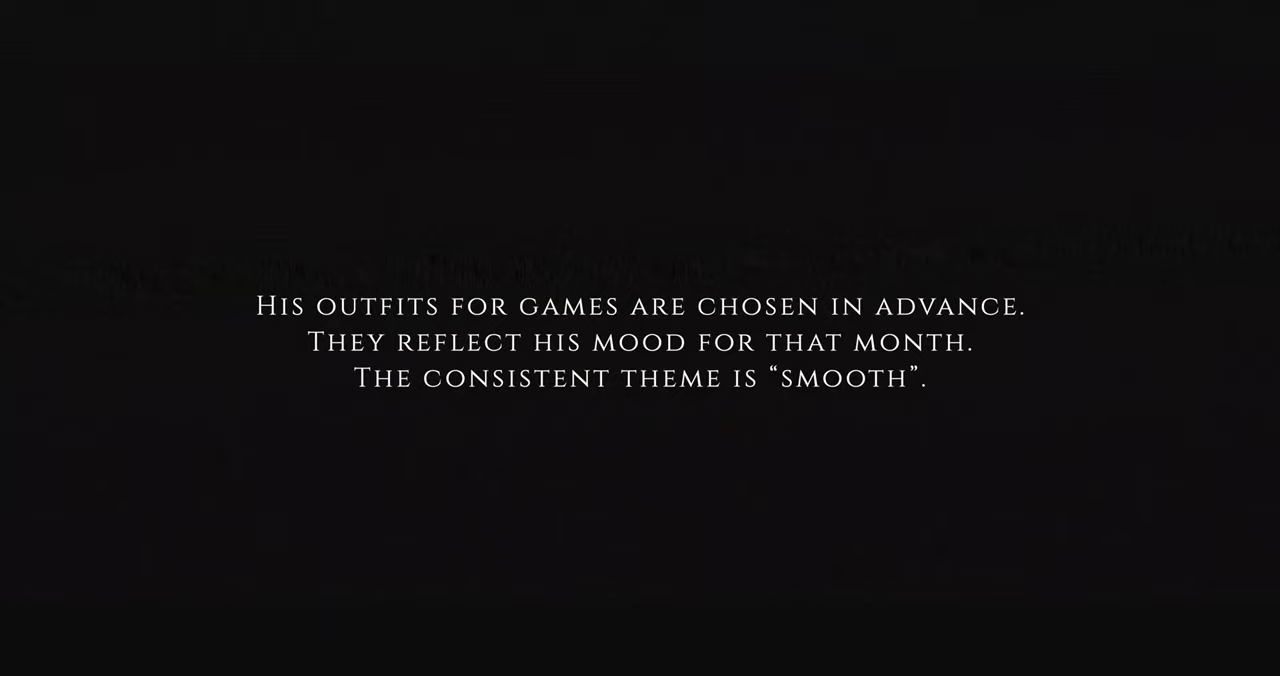 His outfits for games are chosen in advance.
They reflect his mood for that month.
The consistent theme is “smooth”.